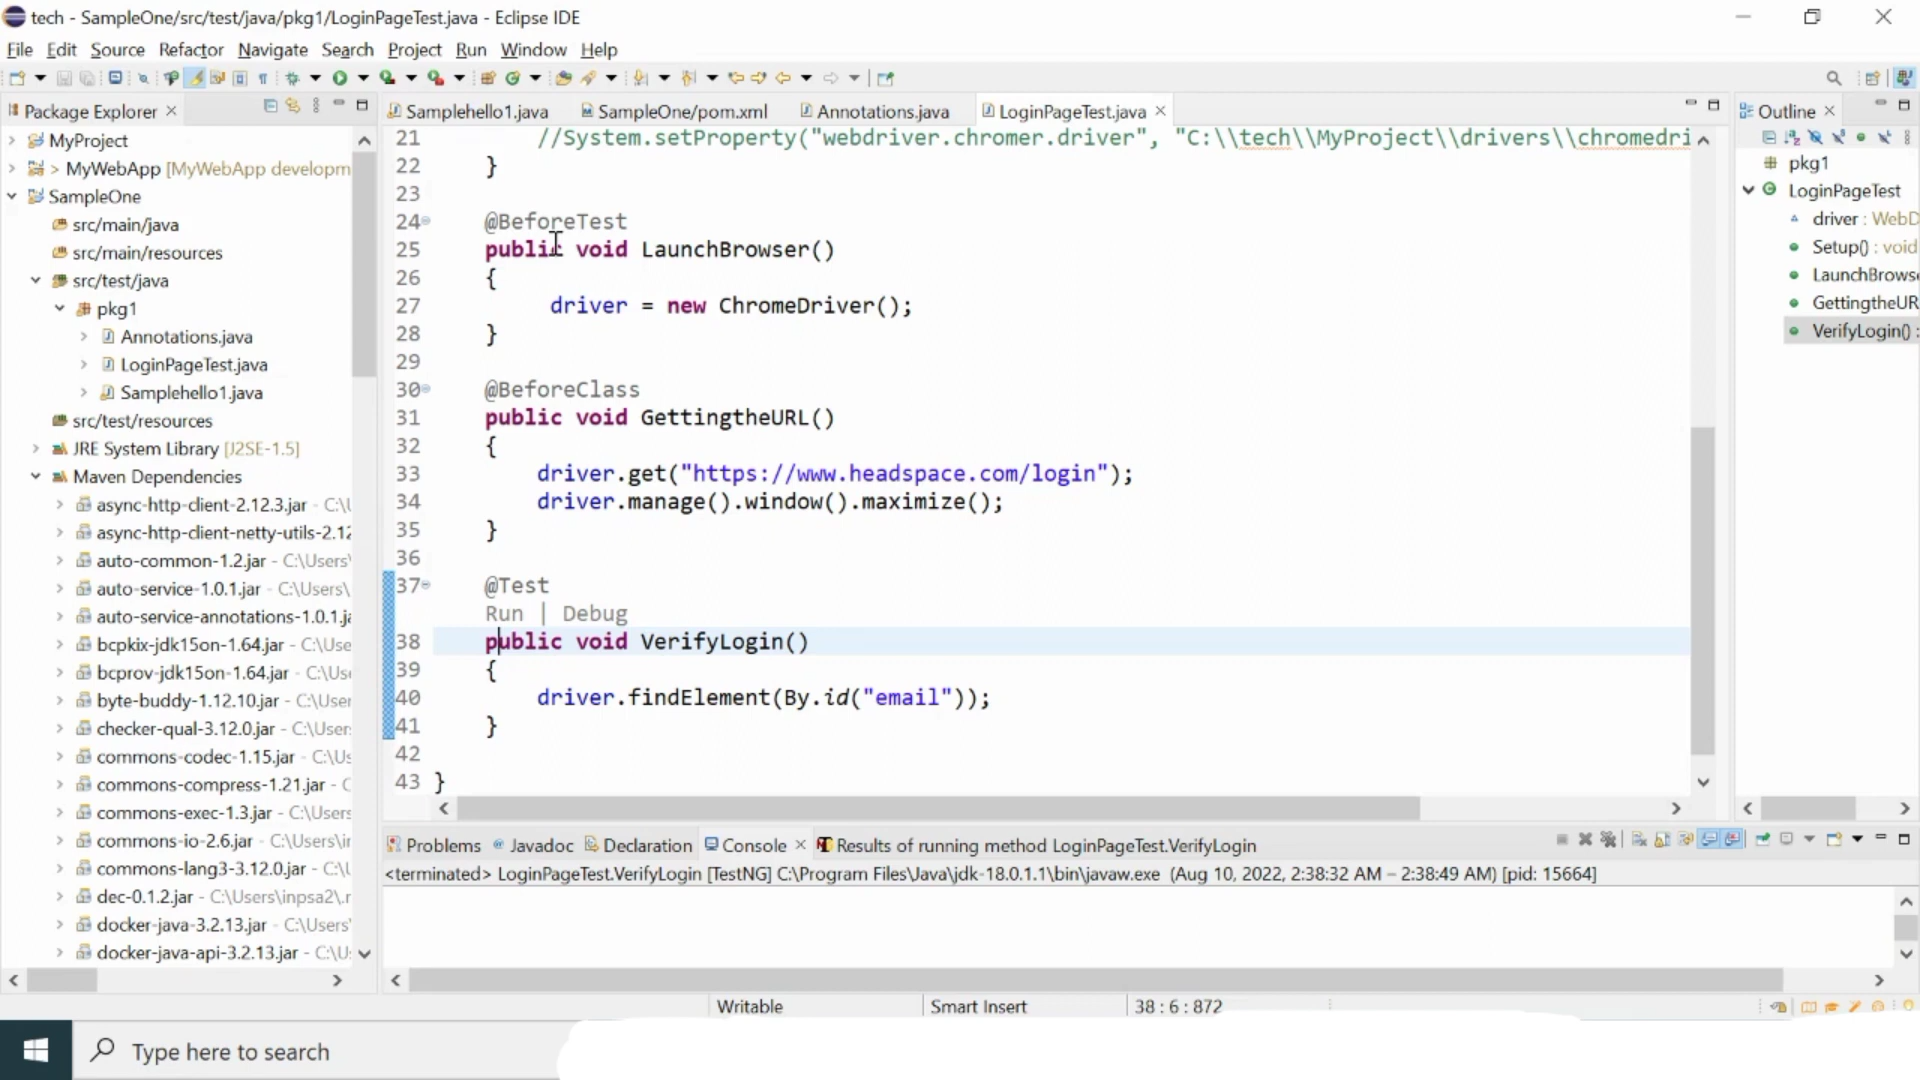 tech - SampleOne/src/test/java/pkg1/LoginPageTest.java - Eclipse IDE
File Edit Source Refactor Navigate Search Project Run Window Help
Package Explorer
MyProject
> MyWebApp [MyWebApp developm
SampleOne
src/main/java
src/main/resources
src/test/java
pkg1
Annotations.java
LoginPageTest.java
Samplehello1.java
src/test/resources
JRE System Library [J2SE-1.5]
Maven Dependencies
async-http-client-2.12.3.jar - C:\
async-http-client-netty-utils-2.12
auto-common-1.2.jar - C:\Users\
auto-service-1.0.1.jar - C:\Users\
auto-service-annotations-1.0.1.ja
bcpkix-jdk15on-1.64.jar - C:\Use
bcprov-jdk15on-1.64.jar - C:\Use
byte-buddy-1.12.10.jar - C:\User
checker-qual-3.12.0.jar - C:\User
commons-codec-1.15.jar - C:\Us
commons-compress-1.21.jar - C
commons-exec-1.3.jar - C:\Users
commons-io-2.6.jar - C:\Users\in
commons-lang3-3.12.0.jar - C:\
dec-0.1.2.jar - C:\Users\inpsa2\.r
docker-java-3.2.13.jar - C:\Users'
docker-java-api-3.2.13.jar - C:\U
Samplehello1.java SampleOne/pom.xml Annotations.java LoginPageTest.java
21 //System.setProperty("webdriver.chromer.driver", "C:\\tech\\MyProject\\drivers\\chromedri
22 }
23
24 @BeforeTest
25 public void LaunchBrowser()
26 {
27 driver = new ChromeDriver();
28 }
29
30 @BeforeClass
31 public void GettingtheURL()
32 {
33 driver.get("https://www.headspace.com/login");
34 driver.manage().window().maximize();
35 }
36
37 @Test
Run | Debug
38 public void VerifyLogin()
39 {
40 driver.findElement(By.id("email"));
41 }
42
43 }
Outline
pkg1
LoginPageTest
driver : WebD
Setup() : void
LaunchBrowse
GettingtheUR
VerifyLogin() :
Problems Javadoc Declaration Console Results of running method LoginPageTest.VerifyLogin
<terminated> LoginPageTest.VerifyLogin [TestNG] C:\Program Files\Java\jdk-18.0.1.1\bin\javaw.exe (Aug 10, 2022, 2:38:32 AM – 2:38:49 AM) [pid: 15664]
Writable Smart Insert 38 : 6 : 872
Type here to search